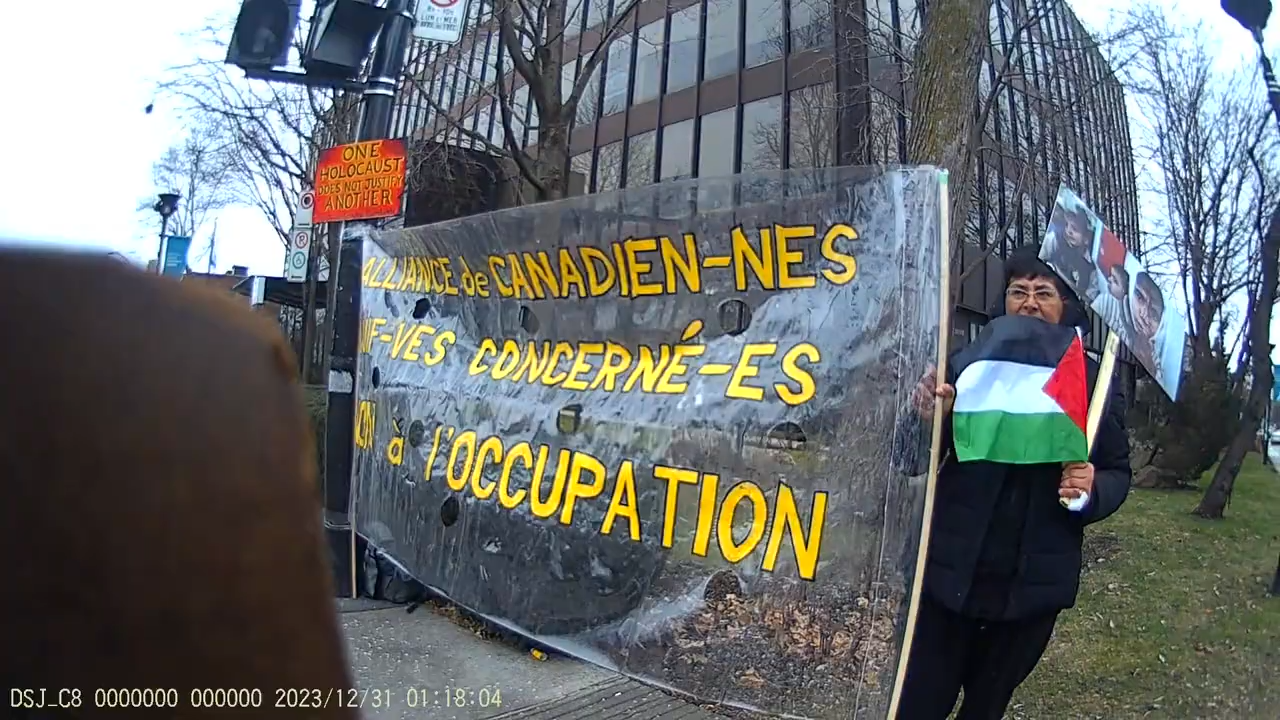 ONE
HOLOCAUST
DOES NOT JUSTIFY
ANOTHER
ALLIANCE de CANADIEN-NES
IF-VES CONCERNÉ-ES
NON à l'OCCUPATION
DSJ_C8 0000000 000000 2023/12/31 01:18:04